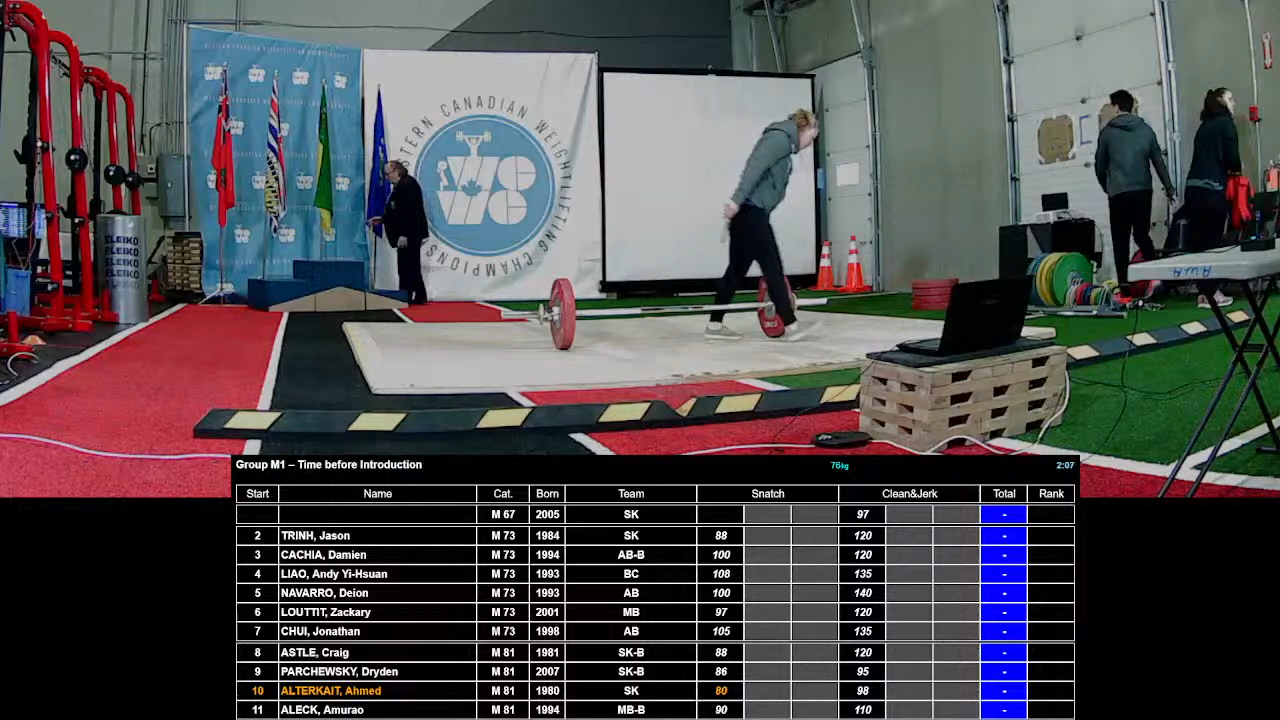 WESTERN CANADIAN WEIGHTLIFTING CHAMPIONSHIPS
WC
WC
ELEIKO
ELEIKO
ELEIKO
ELEIKO
AWA
Group M1 – Time before Introduction 76kg 2:07
Start Name Cat. Born Team Snatch Clean&Jerk Total Rank
M 67 2005 SK 97 -
2 TRINH, Jason M 73 1984 SK 88 120 -
3 CACHIA, Damien M 73 1994 AB-B 100 120 -
4 LIAO, Andy Yi-Hsuan M 73 1993 BC 108 135 -
5 NAVARRO, Deion M 73 1993 AB 100 140 -
6 LOUTTIT, Zackary M 73 2001 MB 97 120 -
7 CHUI, Jonathan M 73 1998 AB 105 135 -
8 ASTLE, Craig M 81 1981 SK-B 88 120 -
9 PARCHEWSKY, Dryden M 81 2007 SK-B 86 95 -
10 ALTERKAIT, Ahmed M 81 1980 SK 80 98 -
11 ALECK, Amurao M 81 1994 MB-B 90 110 -